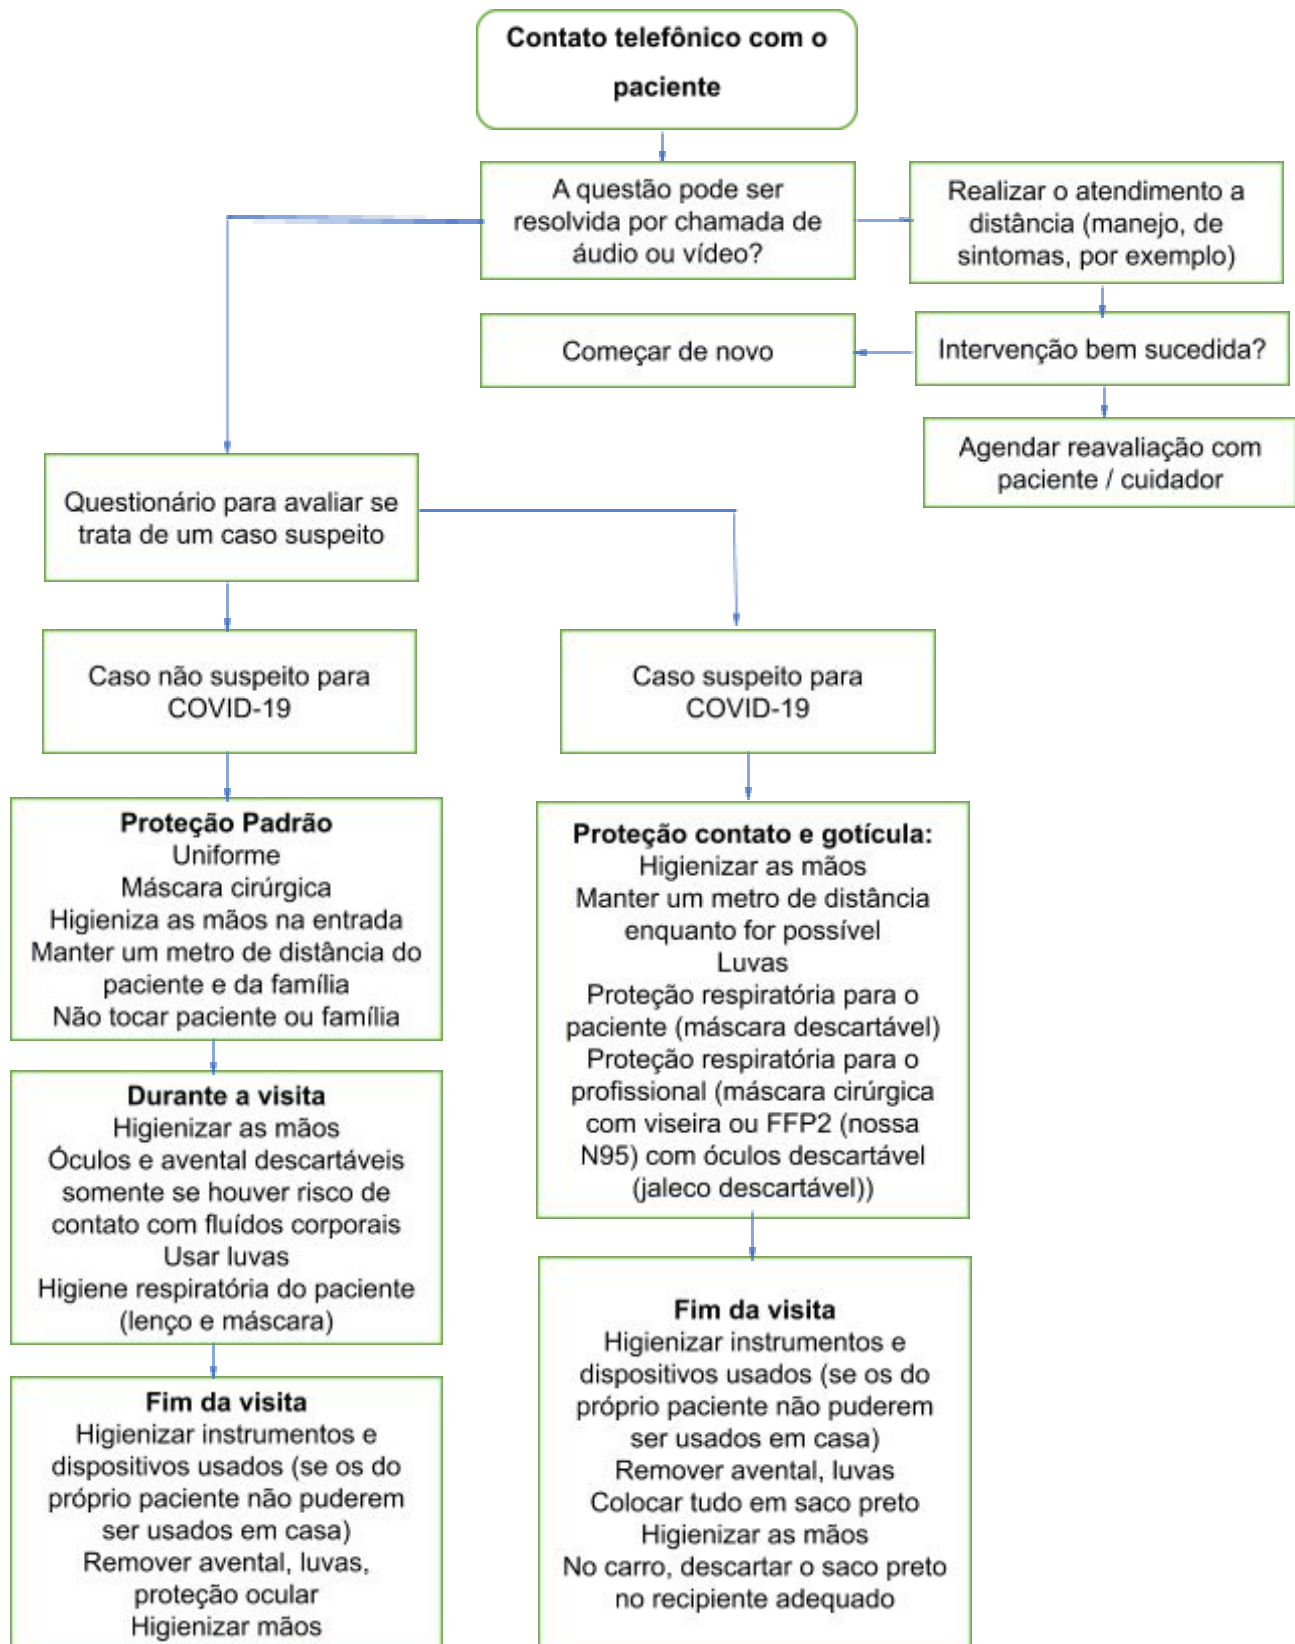 Contato telefônico com o
paciente
A questão pode ser
resolvida por chamada de
áudio ou vídeo?
Realizar o atendimento a
distância (manejo, de
sintomas, por exemplo)
Começar de novo
Intervenção bem sucedida?
Agendar reavaliação com
paciente / cuidador
Questionário para avaliar se
trata de um caso suspeito
Caso não suspeito para
COVID-19
Caso suspeito para
COVID-19
Proteção Padrão
Uniforme
Máscara cirúrgica
Higieniza as mãos na entrada
Manter um metro de distância do
paciente e da família
Não tocar paciente ou família
Durante a visita
Higienizar as mãos
Óculos e avental descartáveis
somente se houver risco de
contato com fluídos corporais
Usar luvas
Higiene respiratória do paciente
(lenço e máscara)
Fim da visita
Higienizar instrumentos e
dispositivos usados (se os do
próprio paciente não puderem
ser usados em casa)
Remover avental, luvas,
proteção ocular
Higienizar mãos
Proteção contato e gotícula:
Higienizar as mãos
Manter um metro de distância
enquanto for possível
Luvas
Proteção respiratória para o
paciente (máscara descartável)
Proteção respiratória para o
profissional (máscara cirúrgica
com viseira ou FFP2 (nossa
N95) com óculos descartável
(jaleco descartável))
Fim da visita
Higienizar instrumentos e
dispositivos usados (se os do
próprio paciente não puderem
ser usados em casa)
Remover avental, luvas
Colocar tudo em saco preto
Higienizar as mãos
No carro, descartar o saco preto
no recipiente adequado